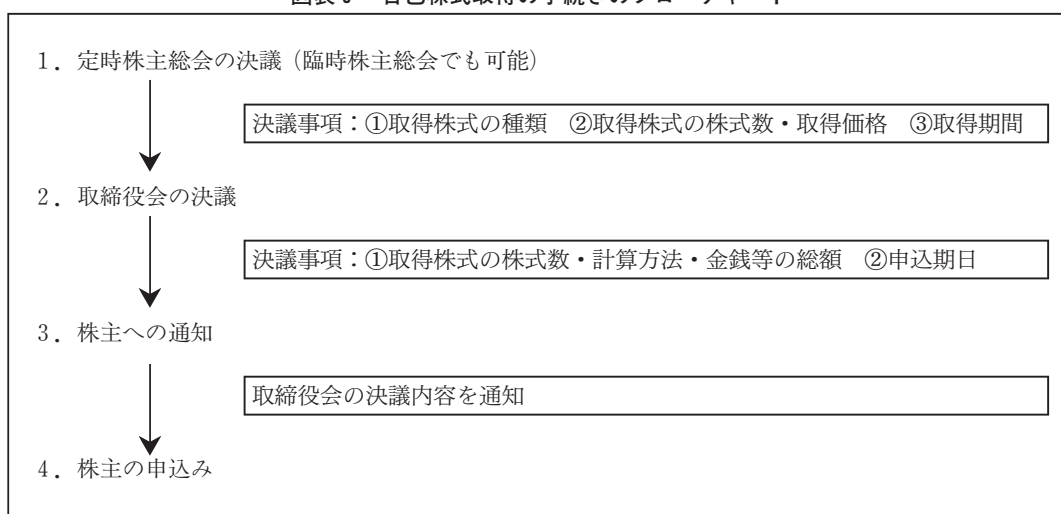 1．定時株主総会の決議（臨時株主総会でも可能）
決議事項：①取得株式の種類　②取得株式の株式数・取得価格　③取得期間
2．取締役会の決議
決議事項：①取得株式の株式数・計算方法・金銭等の総額　②申込期日
3．株主への通知
取締役会の決議内容を通知
4．株主の申込み